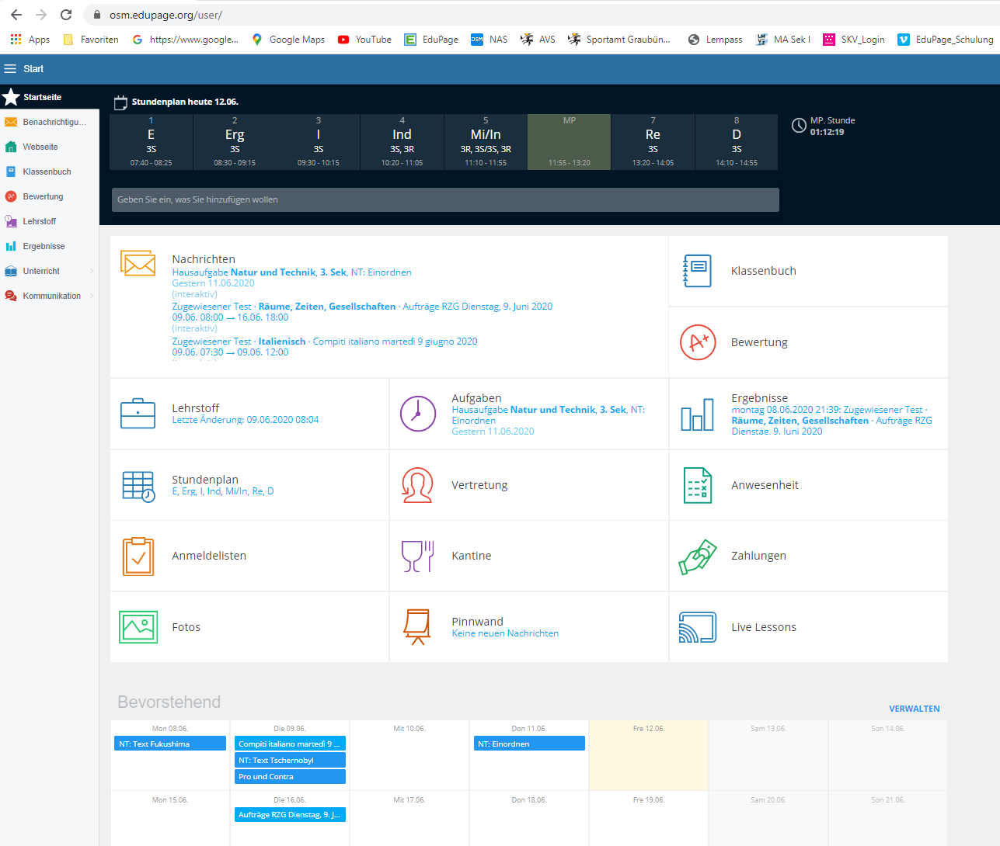 osm.edupage.org/user/
Apps Favoriten https://www.google... Google Maps YouTube EduPage NAS AVS Sportamt Graubün... Lernpass MA Sek I SKV_Login EduPage_Schulung
Start
Startseite
Benachrichtigu...
Webseite
Klassenbuch
Bewertung
Lehrstoff
Ergebnisse
Unterricht
Kommunikation
Stundenplan heute 12.06.
1 2 3 4 5 MP 7 8
E Erg I Ind Mi/In Re D
3S 3S 3S 3S, 3R 3R, 3S/3S, 3R 3S 3S
07:40 - 08:25 08:30 - 09:15 09:30 - 10:15 10:20 - 11:05 11:10 - 11:55 11:55 - 13:20 13:20 - 14:05 14:10 - 14:55
MP. Stunde
01:12:19
Geben Sie ein, was Sie hinzufügen wollen
Nachrichten
Hausaufgabe Natur und Technik, 3. Sek, NT: Einordnen
Gestern 11.06.2020
(interaktiv)
Zugewiesener Test · Räume, Zeiten, Gesellschaften · Aufträge RZG Dienstag, 9. Juni 2020
09.06. 08:00 → 16.06. 18:00
(interaktiv)
Zugewiesener Test · Italienisch · Compiti italiano martedì 9 giugno 2020
09.06. 07:30 → 09.06. 12:00
Klassenbuch
Bewertung
Lehrstoff
Letzte Änderung: 09.06.2020 08:04
Aufgaben
Hausaufgabe Natur und Technik, 3. Sek, NT:
Einordnen
Gestern 11.06.2020
Ergebnisse
montag 08.06.2020 21:39: Zugewiesener Test ·
Räume, Zeiten, Gesellschaften · Aufträge RZG
Dienstag, 9. Juni 2020
Stundenplan
E, Erg, I, Ind, Mi/In, Re, D
Vertretung
Anwesenheit
Anmeldelisten
Kantine
Zahlungen
Fotos
Pinnwand
Keine neuen Nachrichten
Live Lessons
Bevorstehend
VERWALTEN
Mon 08.06. Die 09.06. Mit 10.06. Don 11.06. Fre 12.06. Sam 13.06. Son 14.06.
NT: Text Fukushima Compiti italiano martedì 9 ... NT: Einordnen
NT: Text Tschernobyl
Pro und Contra
Mon 15.06. Die 16.06. Mit 17.06. Don 18.06. Fre 19.06. Sam 20.06. Son 21.06.
Aufträge RZG Dienstag, 9. J...